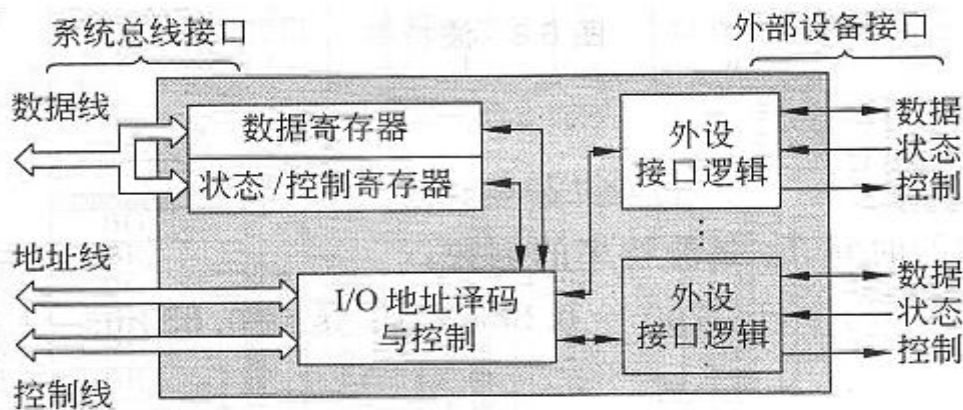 系统总线接口
外部设备接口
数据线
数据寄存器
状态/控制寄存器
外设
接口逻辑
数据
状态
控制
地址线
I/O 地址译码
与控制
外设
接口逻辑
数据
状态
控制
控制线